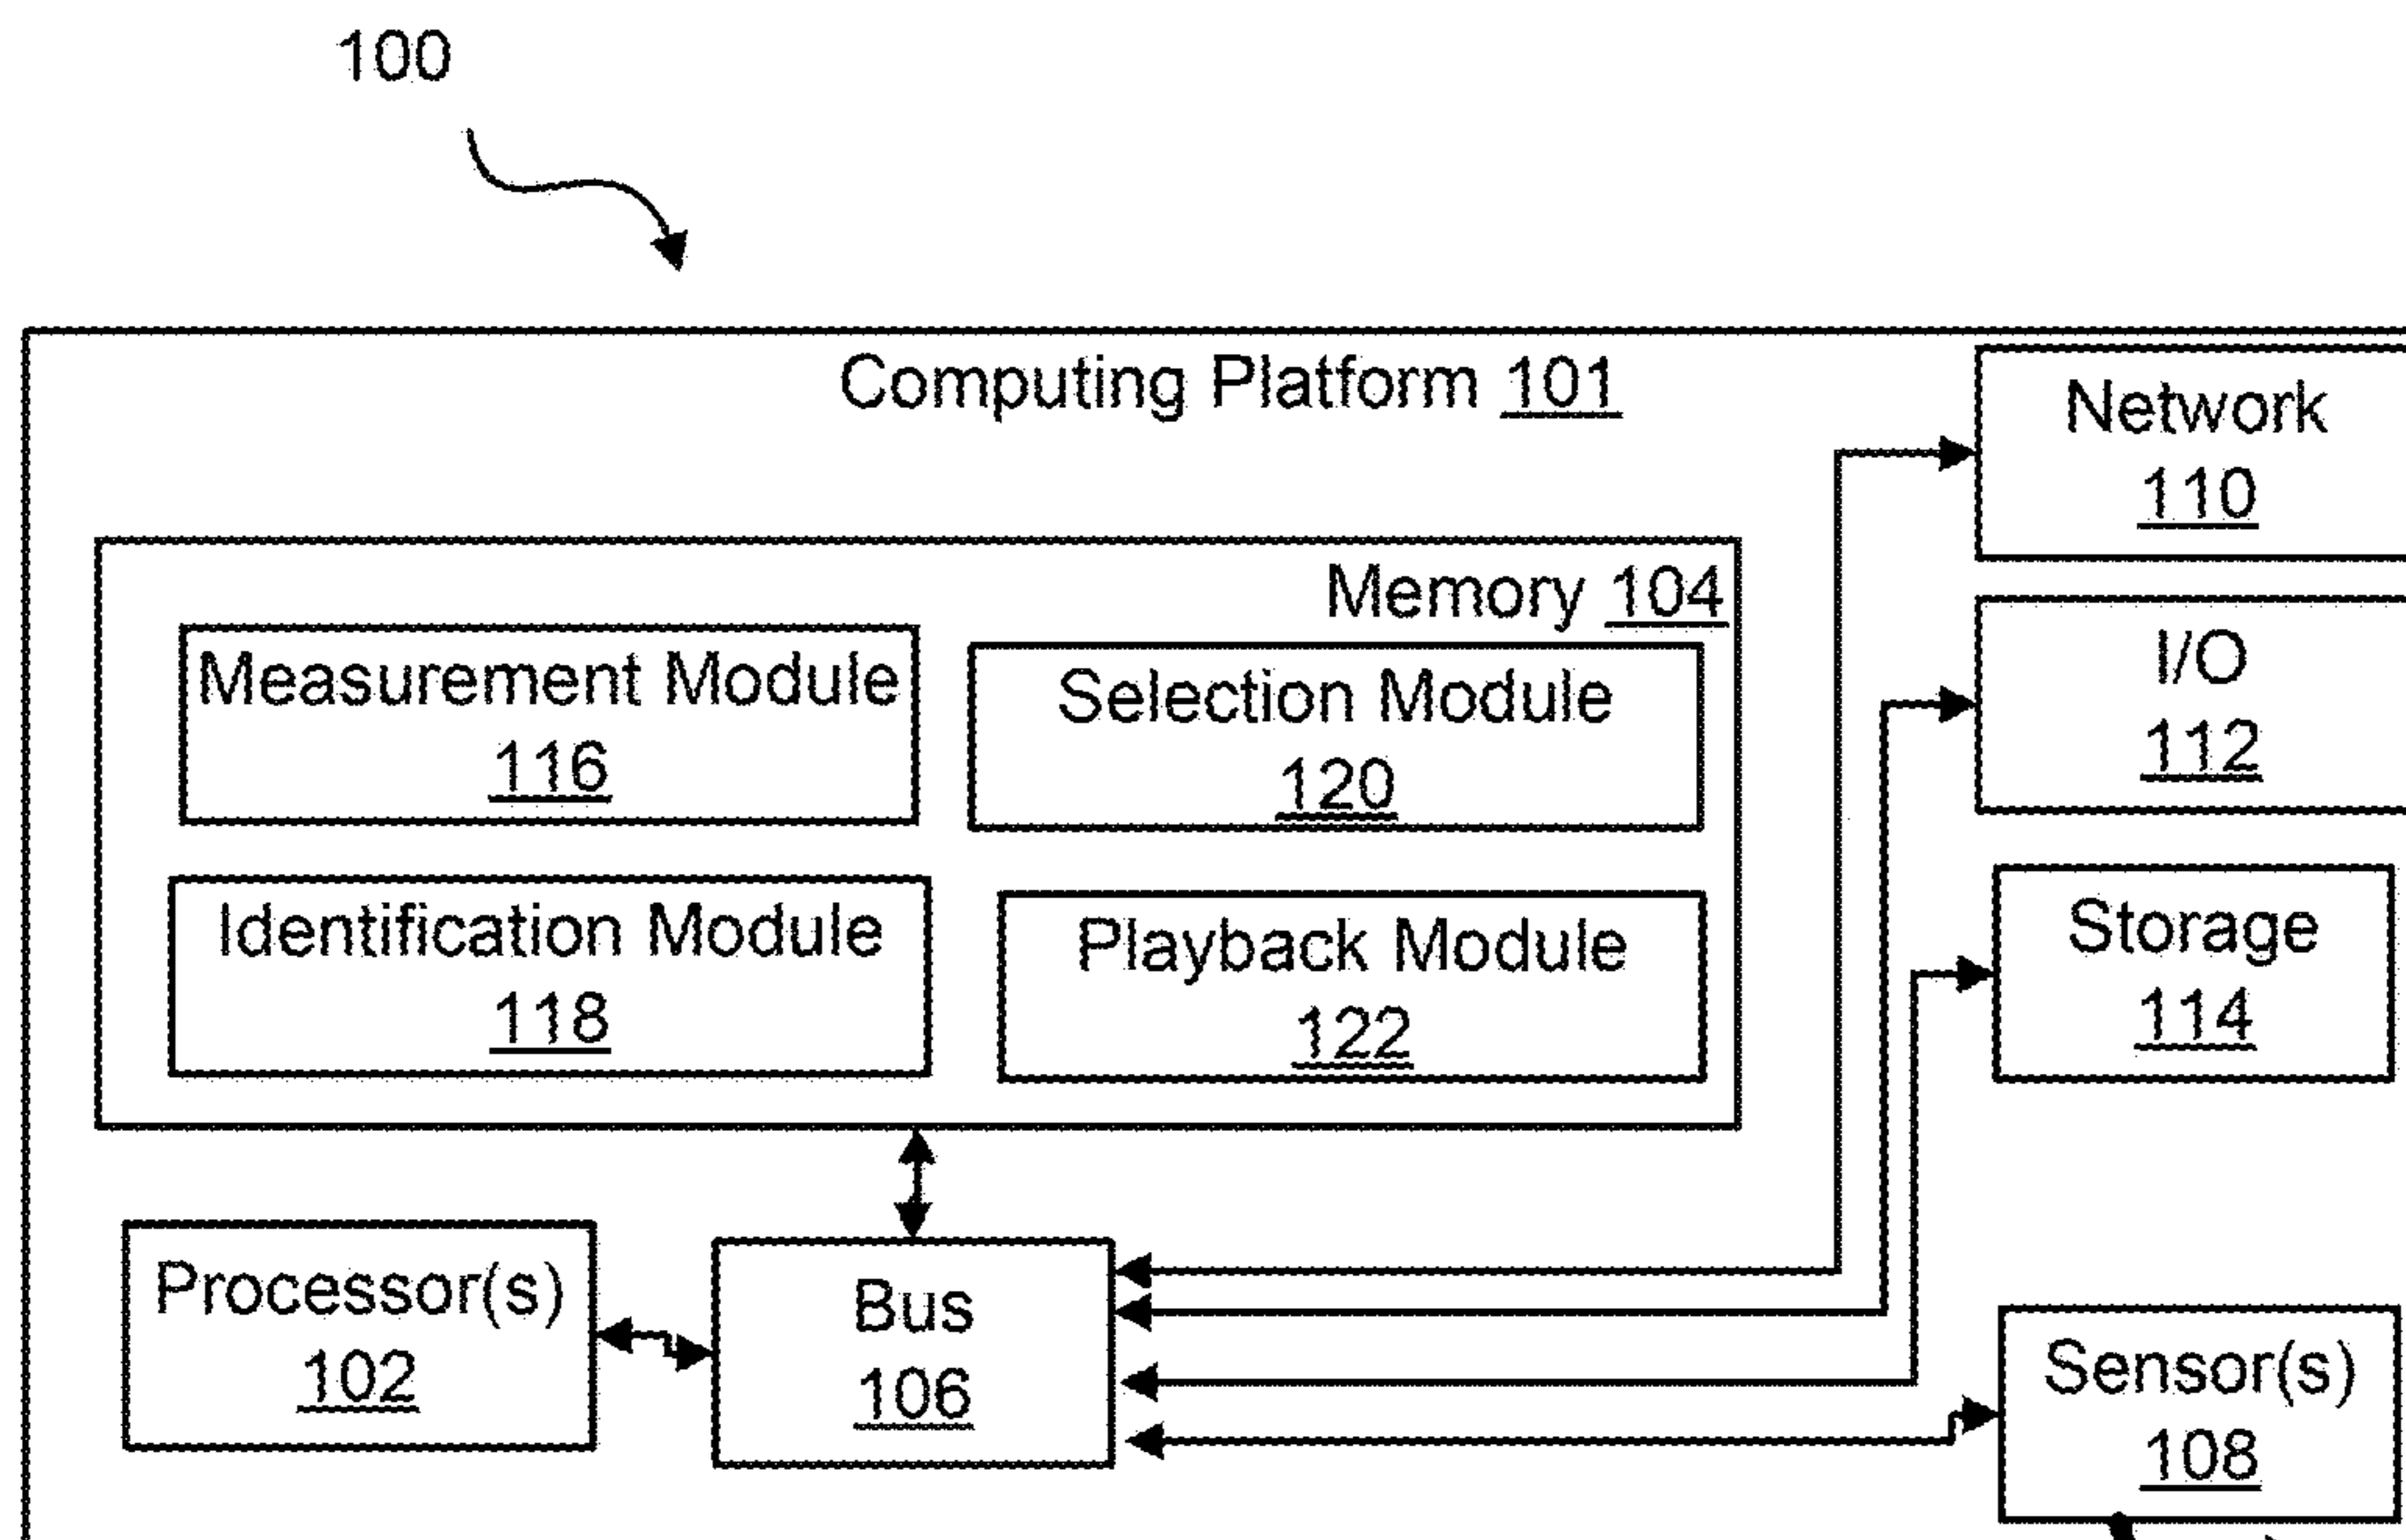 100
Computing Platform 101
Network
110
Memory 104
I/O
112
Measurement Module
116
Selection Module
120
Identification Module
118
Playback Module
122
Storage
114
Processor(s)
102
Bus
106
Sensor(s)
108